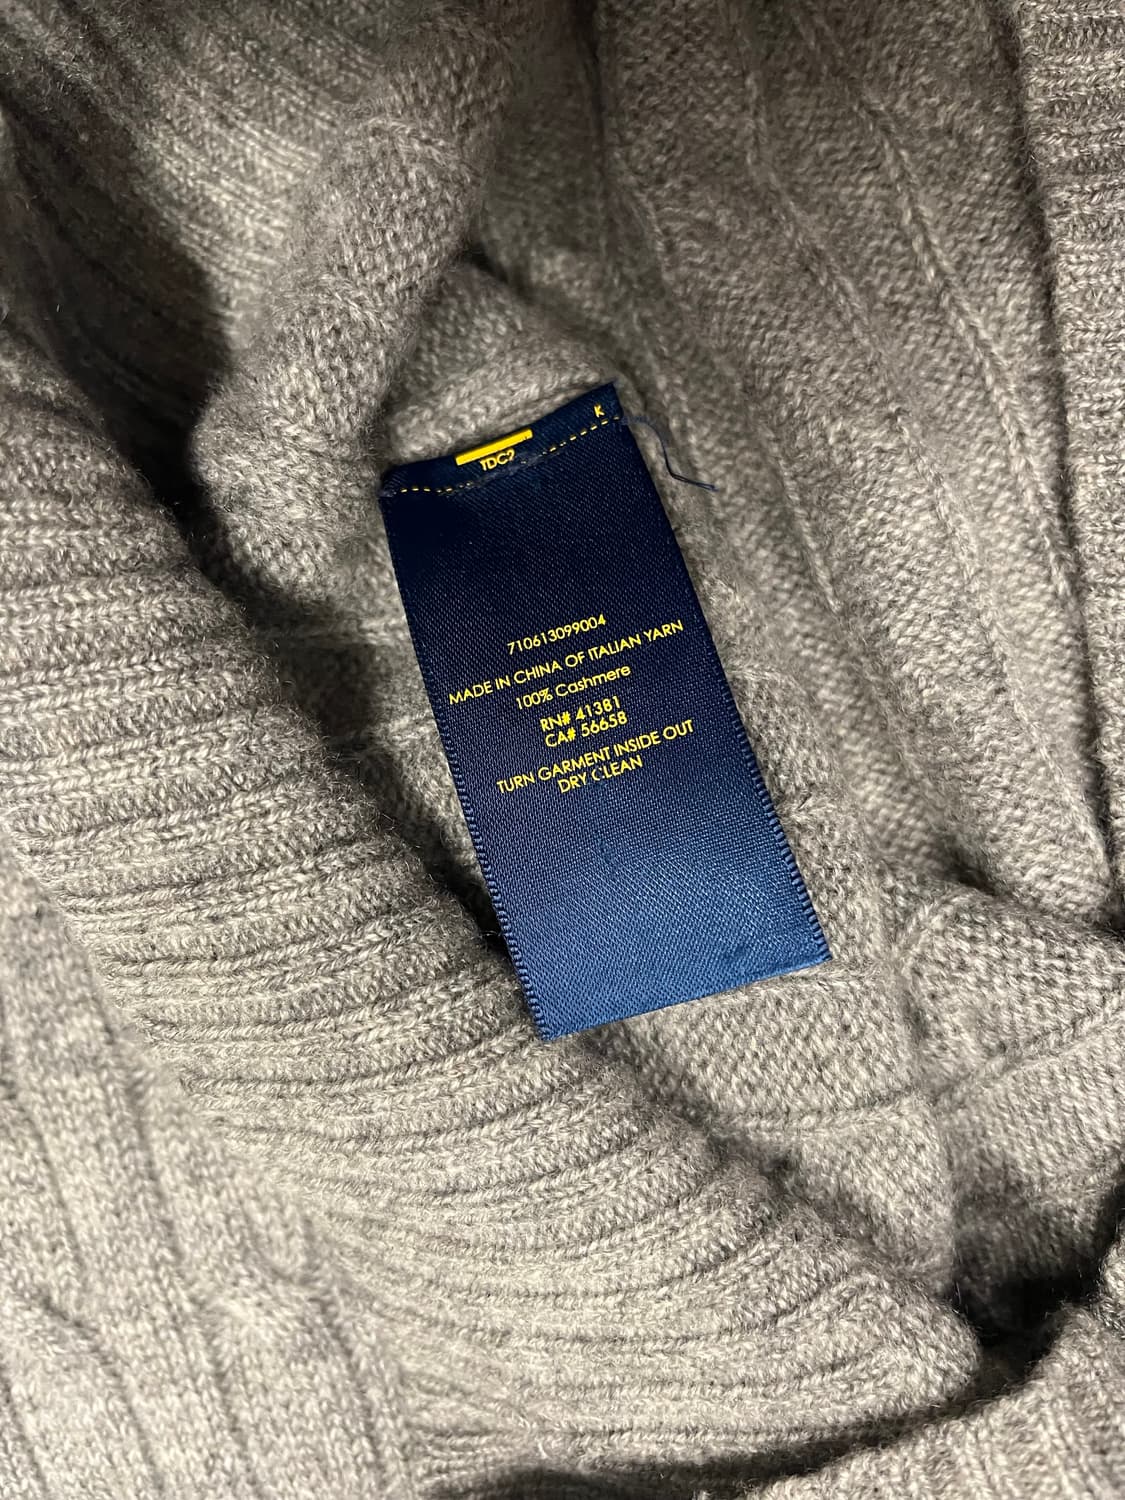 K
TDC2
710613099004
MADE IN CHINA OF ITALIAN YARN
100% Cashmere
RN# 41381
CA# 56658
TURN GARMENT INSIDE OUT
DRY CLEAN